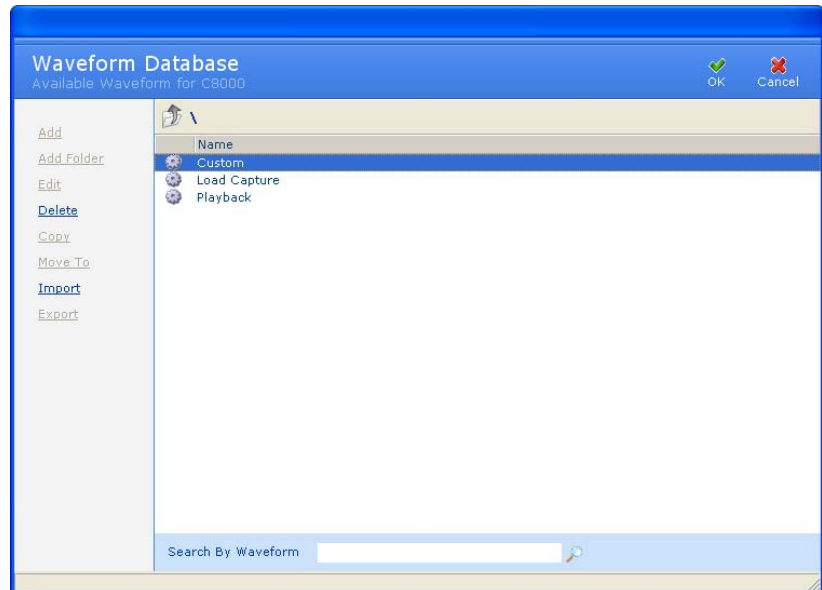 Waveform Database
Available Waveform for C8000
OK
Cancel
Add
Add Folder
Edit
Delete
Copy
Move To
Import
Export
\
Name
Custom
Load Capture
Playback
Search By Waveform